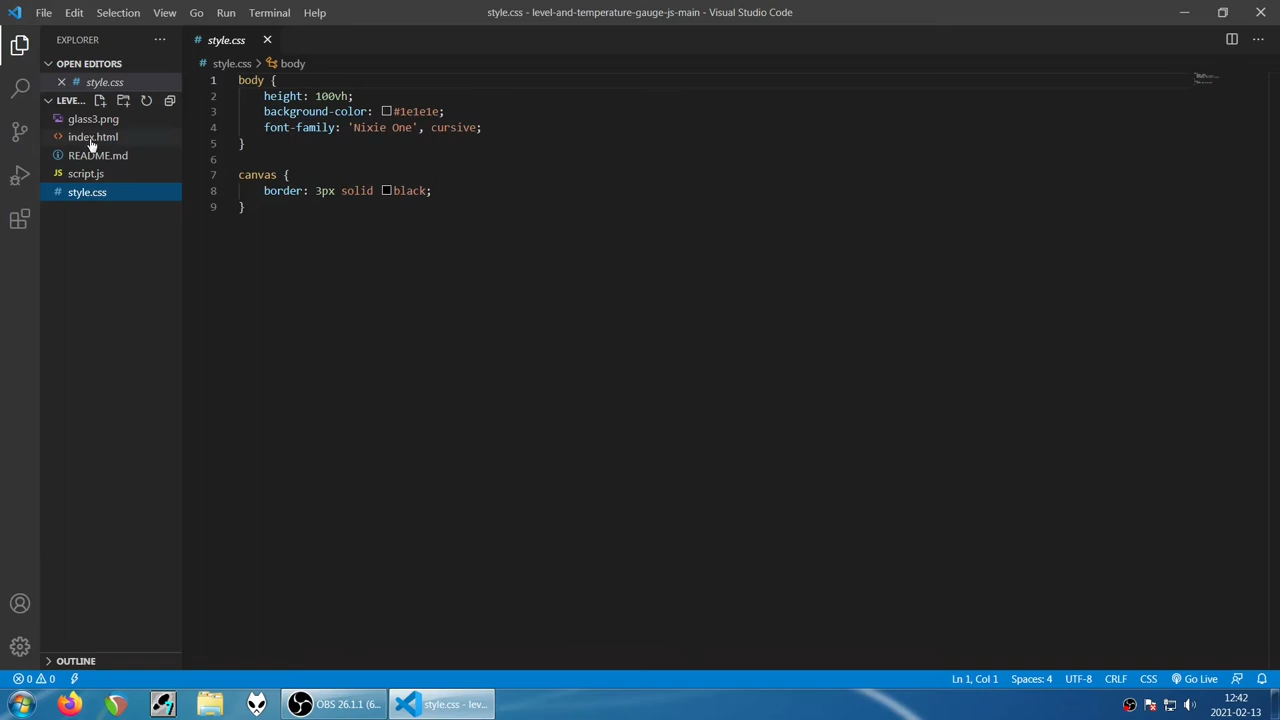 File Edit Selection View Go Run Terminal Help
style.css - level-and-temperature-gauge-js-main - Visual Studio Code
EXPLORER
OPEN EDITORS
style.css
LEVE...
glass3.png
index.html
README.md
script.js
style.css
OUTLINE
style.css
style.css > body
1 body {
2 height: 100vh;
3 background-color: #1e1e1e;
4 font-family: 'Nixie One', cursive;
5 }
6
7 canvas {
8 border: 3px solid black;
9 }
0 0
Ln 1, Col 1 Spaces: 4 UTF-8 CRLF CSS Go Live
OBS 26.1.1 (6...
style.css - lev...
12:42
2021-02-13